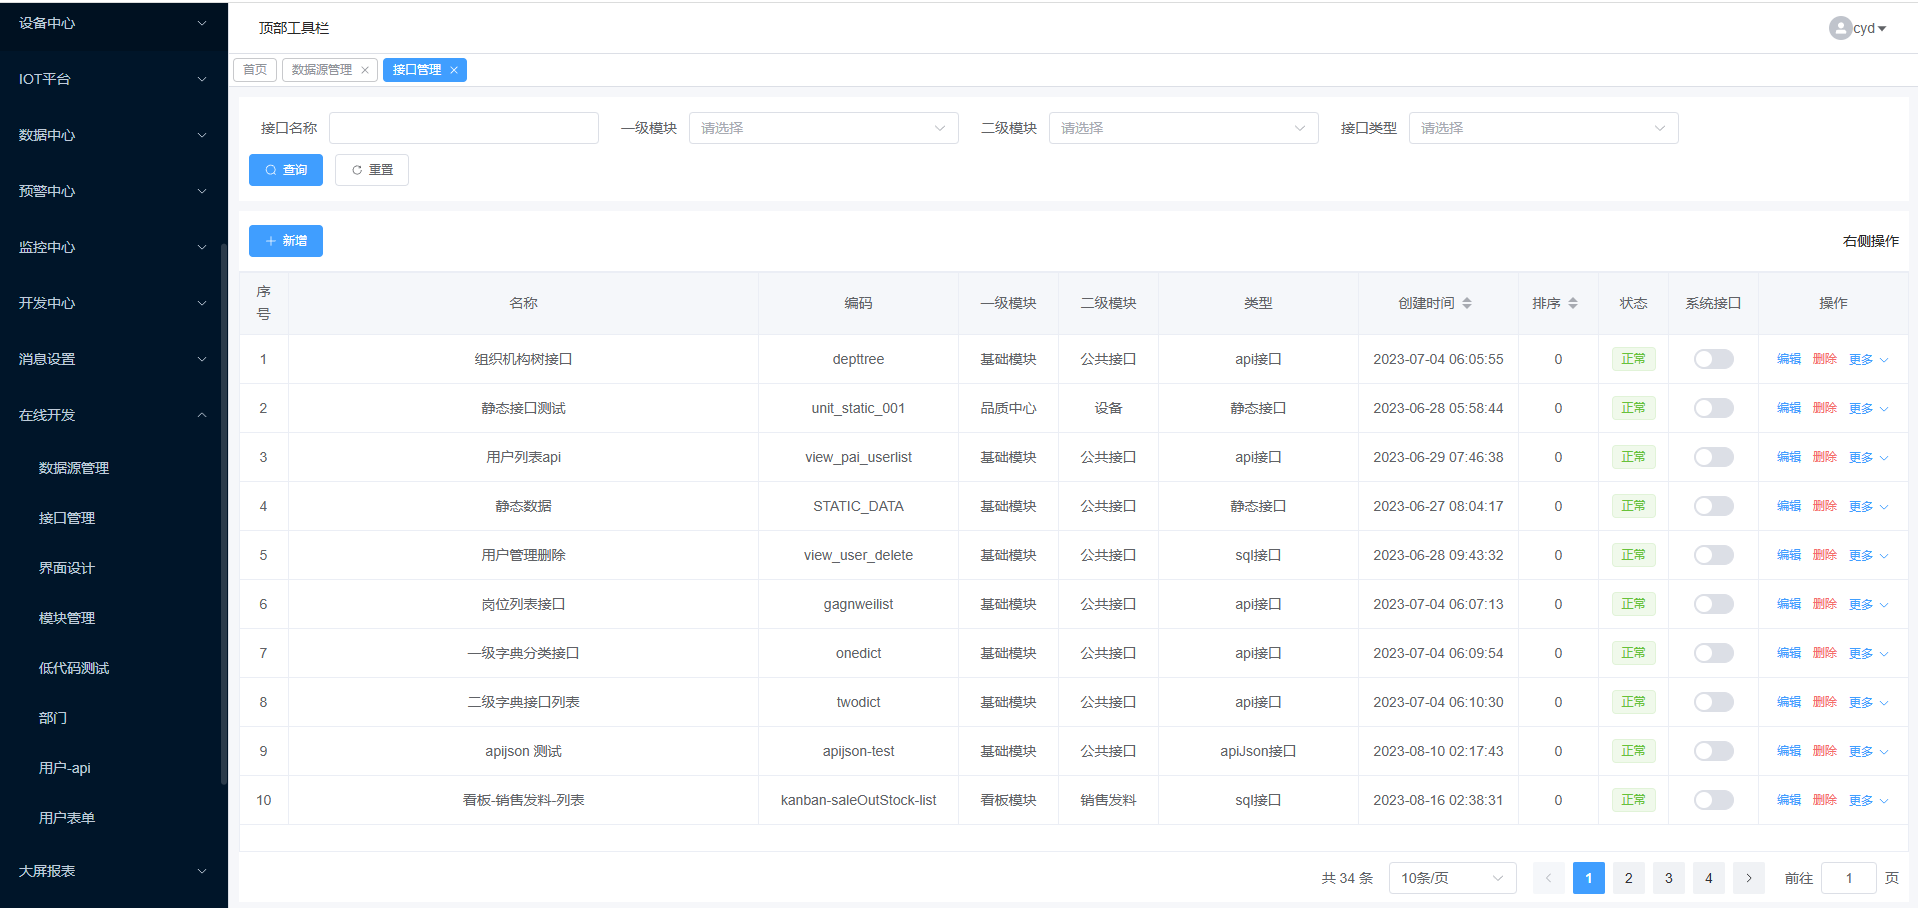 设备中心
IOT平台
数据中心
预警中心
监控中心
开发中心
消息设置
在线开发
数据源管理
接口管理
界面设计
模块管理
低代码测试
部门
用户-api
用户表单
大屏报表
顶部工具栏
cyd
首页 数据源管理 接口管理
接口名称 一级模块 请选择 二级模块 请选择 接口类型 请选择
查询 重置
新增 右侧操作
序号 名称 编码 一级模块 二级模块 类型 创建时间 排序 状态 系统接口 操作
1 组织机构树接口 depttree 基础模块 公共接口 api接口 2023-07-04 06:05:55 0 正常 编辑 删除 更多
2 静态接口测试 unit_static_001 品质中心 设备 静态接口 2023-06-28 05:58:44 0 正常 编辑 删除 更多
3 用户列表api view_pai_userlist 基础模块 公共接口 api接口 2023-06-29 07:46:38 0 正常 编辑 删除 更多
4 静态数据 STATIC_DATA 基础模块 公共接口 静态接口 2023-06-27 08:04:17 0 正常 编辑 删除 更多
5 用户管理删除 view_user_delete 基础模块 公共接口 sql接口 2023-06-28 09:43:32 0 正常 编辑 删除 更多
6 岗位列表接口 gagnweilist 基础模块 公共接口 api接口 2023-07-04 06:07:13 0 正常 编辑 删除 更多
7 一级字典分类接口 onedict 基础模块 公共接口 api接口 2023-07-04 06:09:54 0 正常 编辑 删除 更多
8 二级字典接口列表 twodict 基础模块 公共接口 api接口 2023-07-04 06:10:30 0 正常 编辑 删除 更多
9 apijson 测试 apijson-test 基础模块 公共接口 apiJson接口 2023-08-10 02:17:43 0 正常 编辑 删除 更多
10 看板-销售发料-列表 kanban-saleOutStock-list 看板模块 销售发料 sql接口 2023-08-16 02:38:31 0 正常 编辑 删除 更多
共 34 条 10条/页 1 2 3 4 前往 1 页